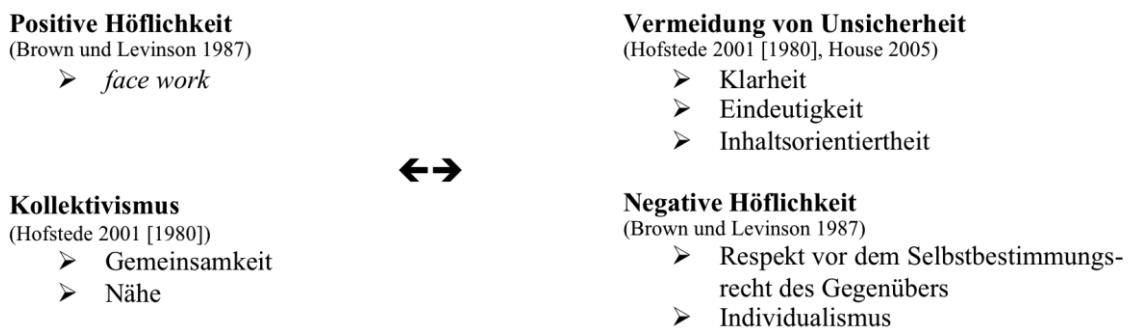 Positive Höflichkeit
(Brown und Levinson 1987)
➢ face work
Kollektivismus
(Hofstede 2001 [1980])
➢ Gemeinsamkeit
➢ Nähe
←→
Vermeidung von Unsicherheit
(Hofstede 2001 [1980], House 2005)
➢ Klarheit
➢ Eindeutigkeit
➢ Inhaltsorientiertheit
Negative Höflichkeit
(Brown und Levinson 1987)
➢ Respekt vor dem Selbstbestimmungs-
recht des Gegenübers
➢ Individualismus